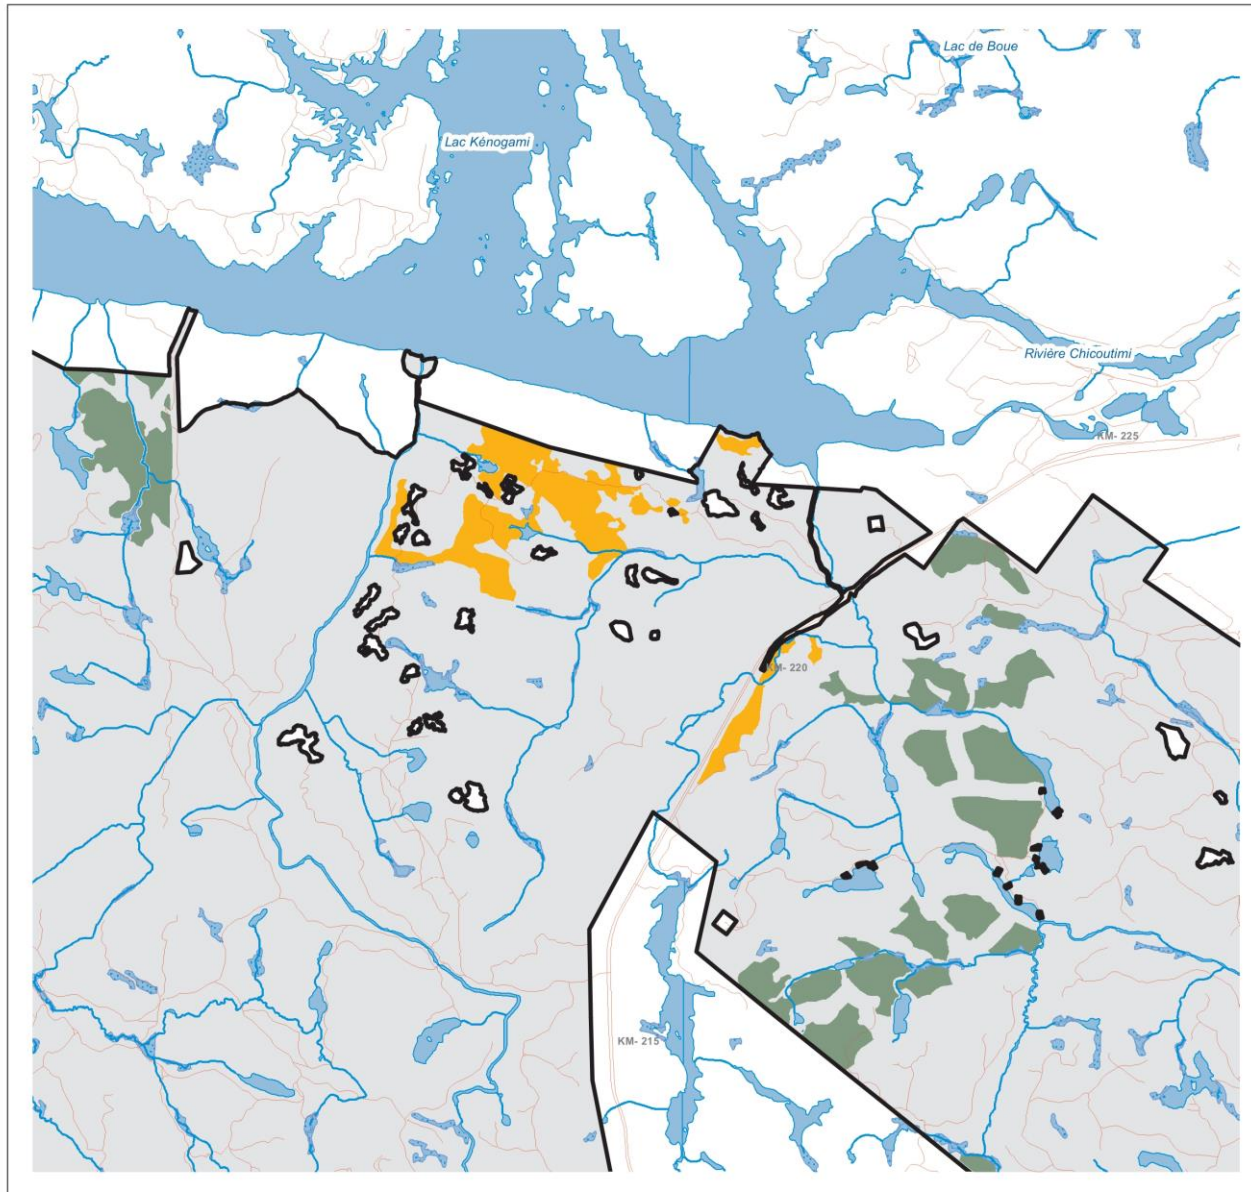 Lac de Boue
Lac Kénogami
Rivière Chicoutimi
KM- 225
KM- 220
KM- 215